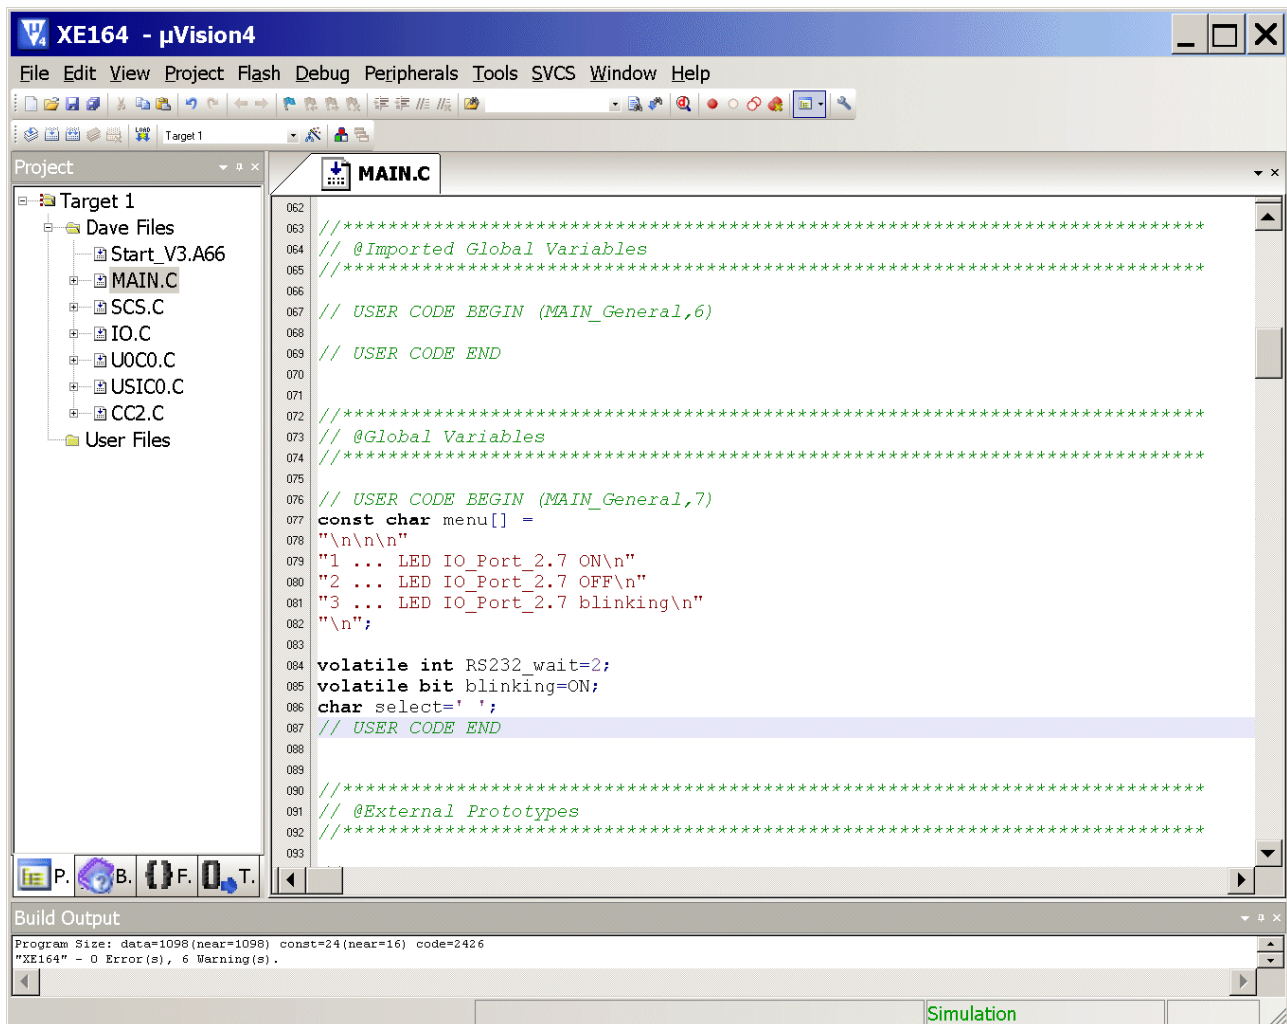 XE164 - µVision4
File Edit View Project Flash Debug Peripherals Tools SVCS Window Help
LOAD Target 1
Project
MAIN.C
Target 1
Dave Files
Start_V3.A66
MAIN.C
SCS.C
IO.C
U0C0.C
USIC0.C
CC2.C
User Files
062
063 //****************************************************************************
064 // @Imported Global Variables
065 //****************************************************************************
066
067 // USER CODE BEGIN (MAIN_General,6)
068
069 // USER CODE END
070
071
072 //****************************************************************************
073 // @Global Variables
074 //****************************************************************************
075
076 // USER CODE BEGIN (MAIN_General,7)
077 const char menu[] =
078 "\n\n\n"
079 "1 ... LED IO_Port_2.7 ON\n"
080 "2 ... LED IO_Port_2.7 OFF\n"
081 "3 ... LED IO_Port_2.7 blinking\n"
082 "\n";
083
084 volatile int RS232_wait=2;
085 volatile bit blinking=ON;
086 char select=' ';
087 // USER CODE END
088
089
090 //****************************************************************************
091 // @External Prototypes
092 //****************************************************************************
093
P. B. {} F. 0 T.
Build Output
Program Size: data=1098(near=1098) const=24(near=16) code=2426
"XE164" - 0 Error(s), 6 Warning(s).
Simulation